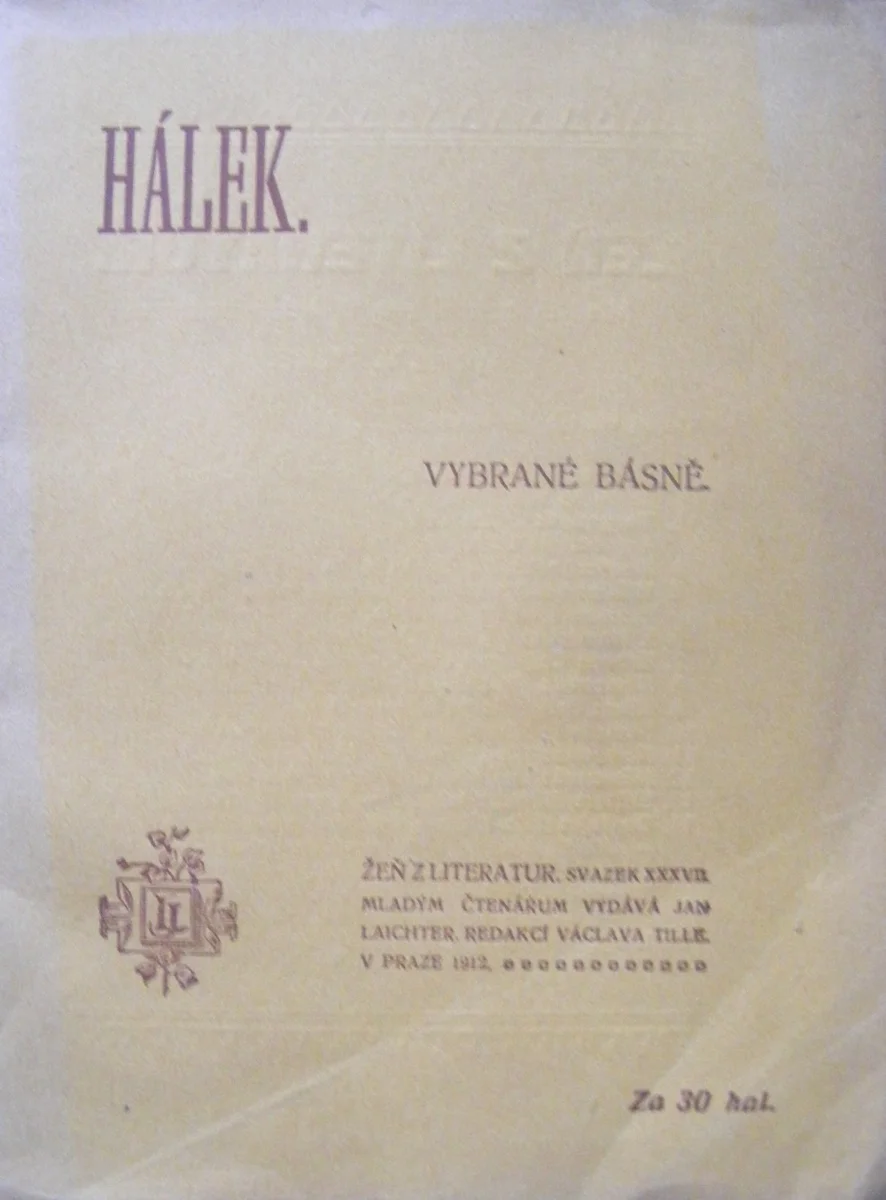 HÁLEK.
VYBRANÉ BÁSNĚ.
ŽEŇ Z LITERATUR. SVAZEK XXXVII.
MLADÝM ČTENÁŘUM VYDÁVÁ JAN
LAICHTER. REDAKCÍ VÁCLAVA TILLE.
V PRAZE 1912.
Za 30 hal.